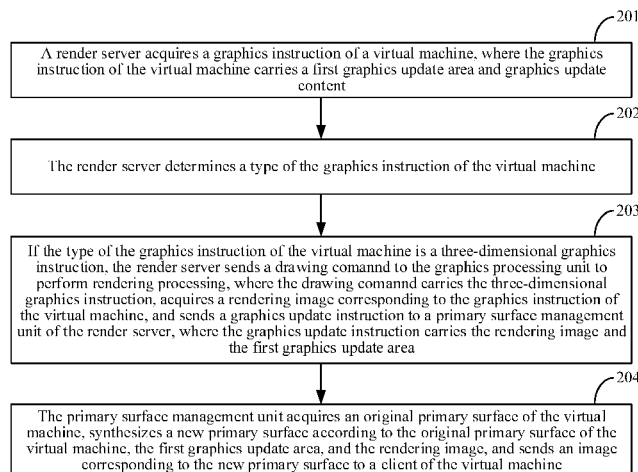 201
A render server acquires a graphics instruction of a virtual machine, where the graphics
instruction of the virtual machine carries a first graphics update area and graphics update
content
202
The render server determines a type of the graphics instruction of the virtual machine
203
If the type of the graphics instruction of the virtual machine is a three-dimensional graphics
instruction, the render server sends a drawing comannd to the graphics processing unit to
perform rendering processing, where the drawing comannd carries the three-dimensional
graphics instruction, acquires a rendering image corresponding to the graphics instruction of
the virtual machine, and sends a graphics update instruction to a primary surface management
unit of the render server, where the graphics update instruction carries the rendering image and
the first graphics update area
204
The primary surface management unit acquires an original primary surface of the virtual
machine, synthesizes a new primary surface according to the original primary surface of the
virtual machine, the first graphics update area, and the rendering image, and sends an image
corresponding to the new primary surface to a client of the virtual machine